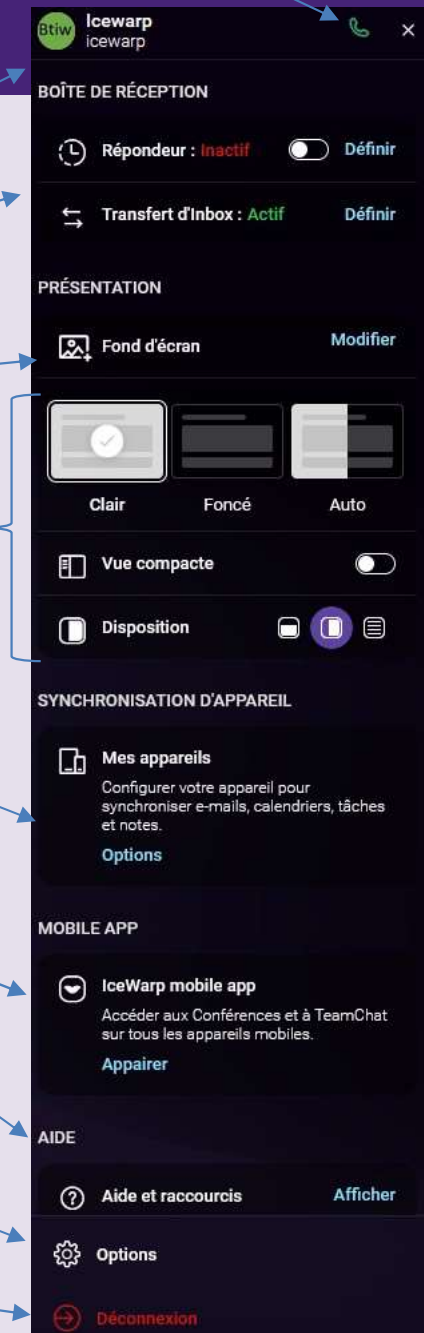 Btiw
Icewarp
icewarp
BOÎTE DE RÉCEPTION
Répondeur : Inactif
Définir
Transfert d'Inbox : Actif
Définir
PRÉSENTATION
Fond d'écran
Modifier
Clair
Foncé
Auto
Vue compacte
Disposition
SYNCHRONISATION D'APPAREIL
Mes appareils
Configurer votre appareil pour
synchroniser e-mails, calendriers, tâches
et notes.
Options
MOBILE APP
IceWarp mobile app
Accéder aux Conférences et à TeamChat
sur tous les appareils mobiles.
Appairer
AIDE
Aide et raccourcis
Afficher
Options
Déconnexion